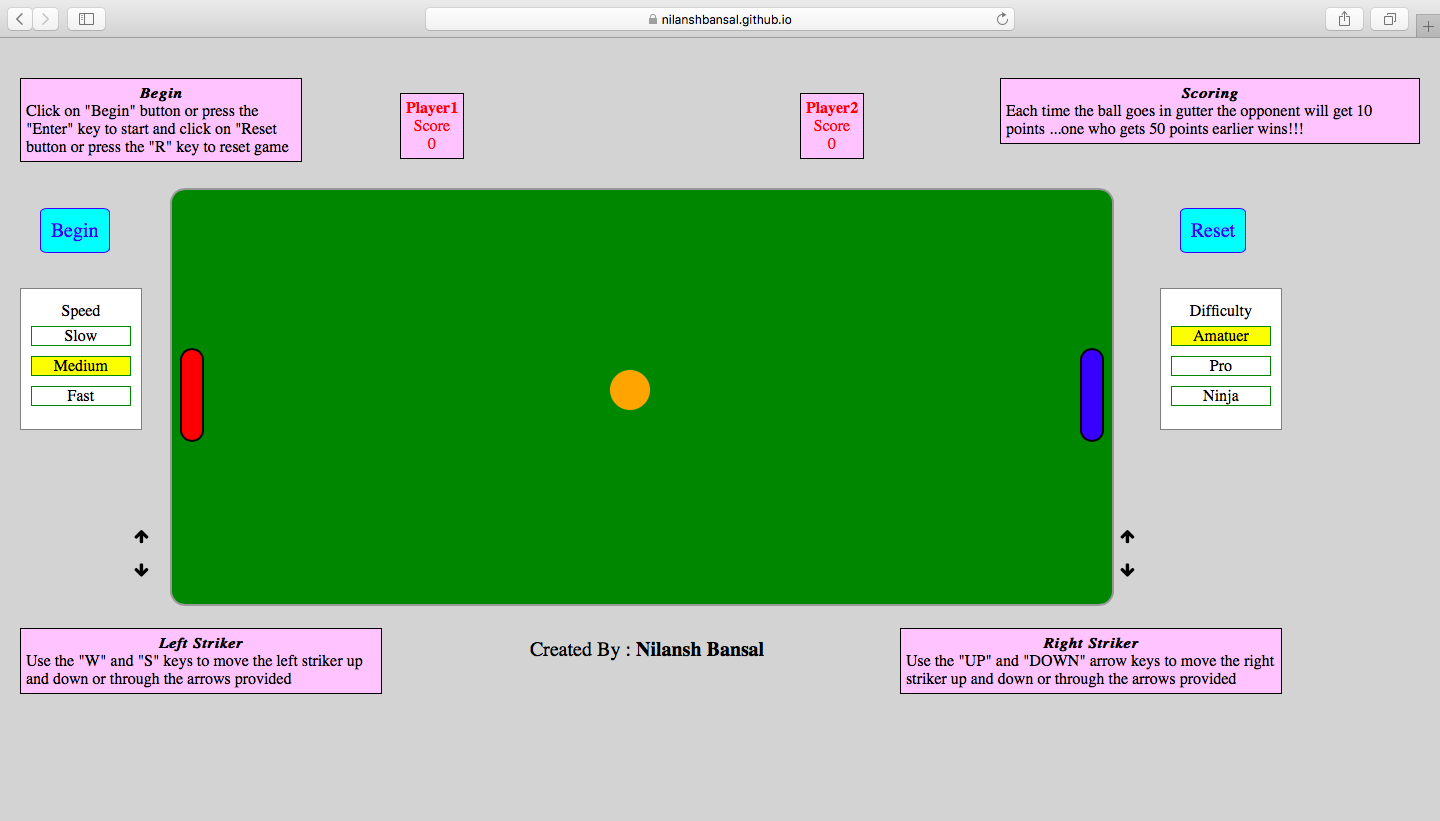 nilanshbansal.github.io
Begin
Click on "Begin" button or press the
"Enter" key to start and click on "Reset
button or press the "R" key to reset game
Player1
Score
0
Player2
Score
0
Scoring
Each time the ball goes in gutter the opponent will get 10
points ...one who gets 50 points earlier wins!!!
Begin
Reset
Speed
Slow
Medium
Fast
Difficulty
Amatuer
Pro
Ninja
Left Striker
Use the "W" and "S" keys to move the left striker up
and down or through the arrows provided
Created By : Nilansh Bansal
Right Striker
Use the "UP" and "DOWN" arrow keys to move the right
striker up and down or through the arrows provided